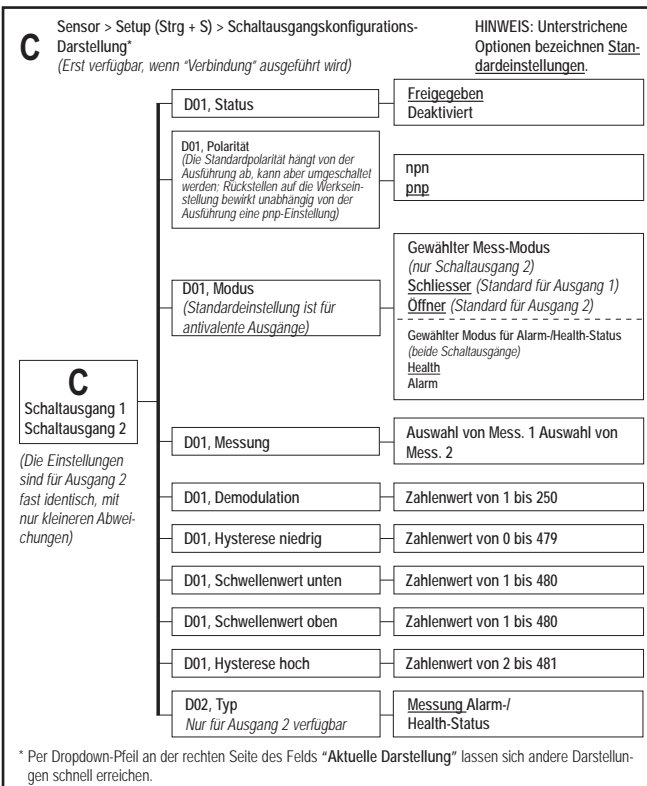 C
Sensor > Setup (Strg + S) > Schaltausgangskonfigurations-
Darstellung*
(Erst verfügbar, wenn "Verbindung" ausgeführt wird)
HINWEIS: Unterstrichene
Optionen bezeichnen Stan-
dardeinstellungen.
D01, Status
Freigegeben
Deaktiviert
D01, Polarität
(Die Standardpolarität hängt von der
Ausführung ab, kann aber umgeschaltet
werden; Rückstellen auf die Werksein-
stellung bewirkt unabhängig von der
Ausführung eine pnp-Einstellung)
npn
pnp
D01, Modus
(Standardeinstellung ist für
antivalente Ausgänge)
Gewählter Mess-Modus
(nur Schaltausgang 2)
Schliesser (Standard für Ausgang 1)
Öffner (Standard für Ausgang 2)
Gewählter Modus für Alarm-/Health-Status
(beide Schaltausgänge)
Health
Alarm
C
Schaltausgang 1
Schaltausgang 2
(Die Einstellungen
sind für Ausgang 2
fast identisch, mit
nur kleineren Abwei-
chungen)
D01, Messung
Auswahl von Mess. 1 Auswahl von
Mess. 2
D01, Demodulation
Zahlenwert von 1 bis 250
D01, Hysterese niedrig
Zahlenwert von 0 bis 479
D01, Schwellenwert unten
Zahlenwert von 1 bis 480
D01, Schwellenwert oben
Zahlenwert von 1 bis 480
D01, Hysterese hoch
Zahlenwert von 2 bis 481
D02, Typ
Nur für Ausgang 2 verfügbar
Messung Alarm-/
Health-Status
* Per Dropdown-Pfeil an der rechten Seite des Felds "Aktuelle Darstellung" lassen sich andere Darstellun-
gen schnell erreichen.